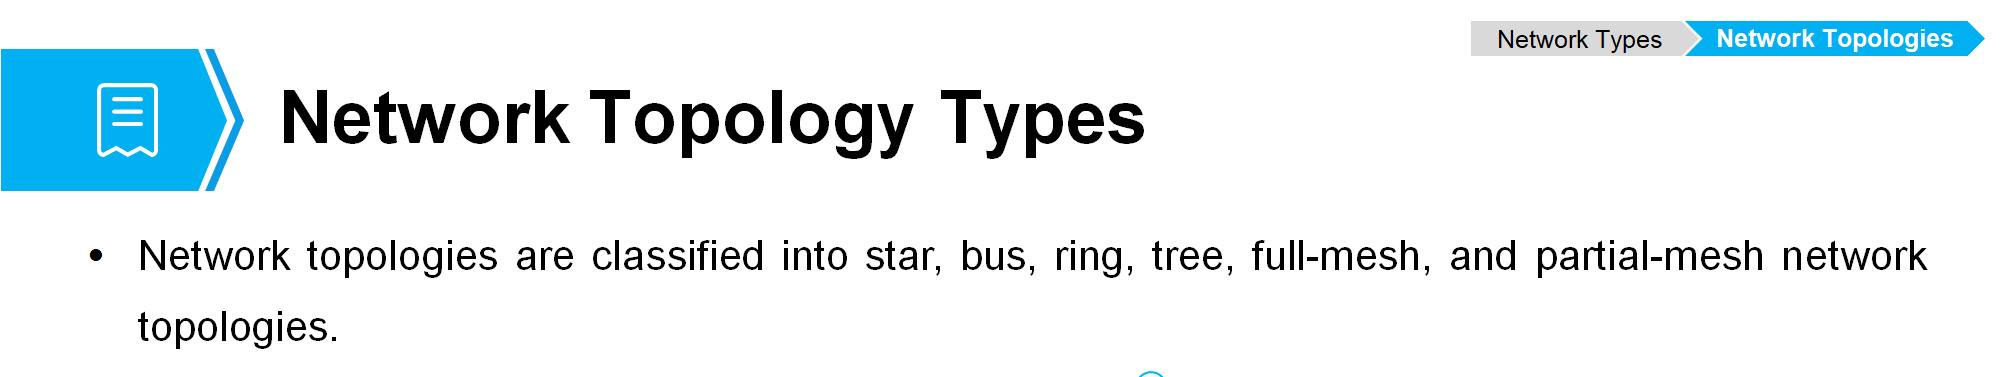 Network Types
Network Topologies
Network Topology Types
• Network topologies are classified into star, bus, ring, tree, full-mesh, and partial-mesh network
topologies.